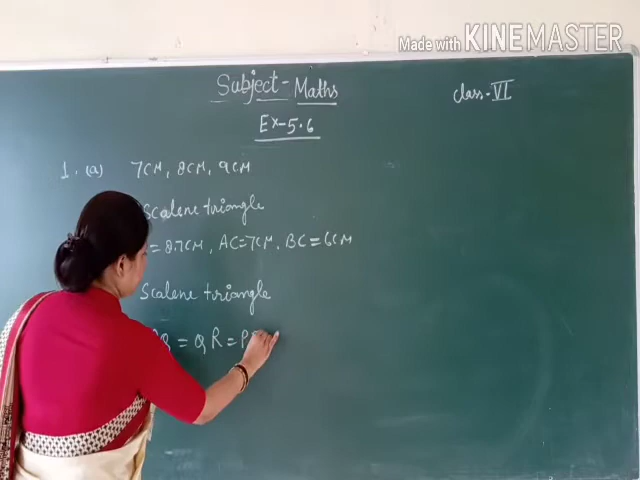 Made with KINEMASTER
Subject - Maths
Class - VI
Ex - 5.6
1. (a) 7CM, 8CM, 9CM
Scalene triangle
= 8.7CM, AC=7CM, BC=6CM
Scalene triangle
= QR = P